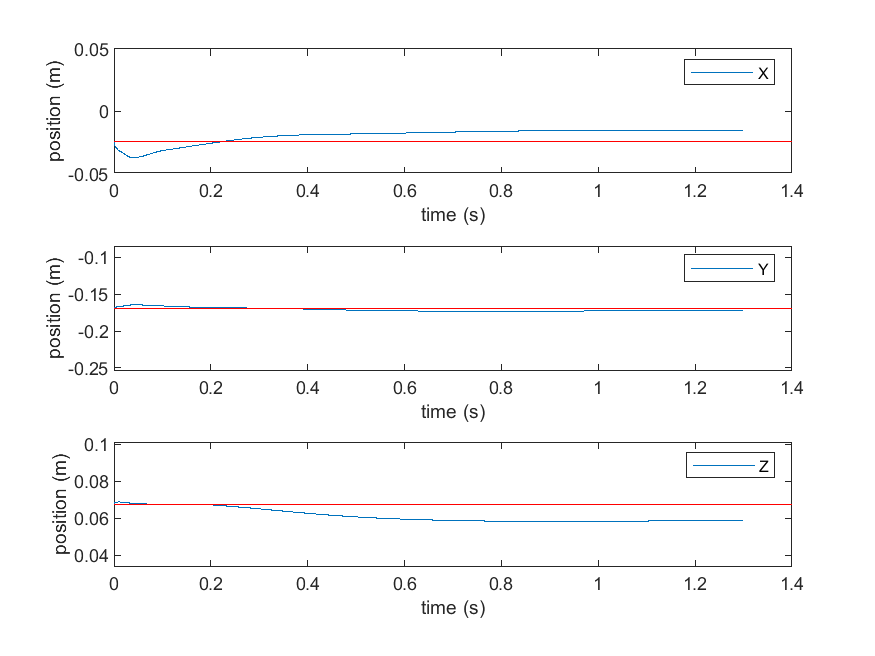 0.05
0
-0.05
position (m)
X
0 0.2 0.4 0.6 0.8 1 1.2 1.4
time (s)
-0.1
-0.15
-0.2
-0.25
position (m)
Y
0 0.2 0.4 0.6 0.8 1 1.2 1.4
time (s)
0.1
0.08
0.06
0.04
position (m)
Z
0 0.2 0.4 0.6 0.8 1 1.2 1.4
time (s)